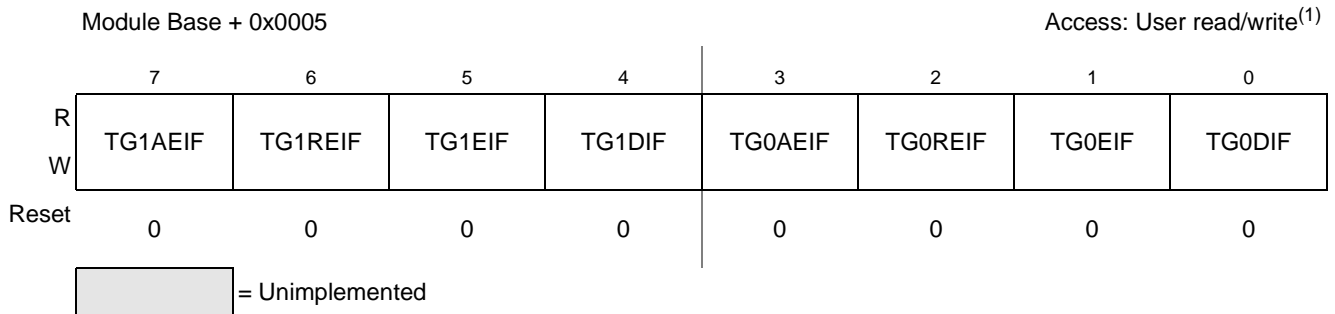 Module Base + 0x0005 Access: User read/write(1)
7 6 5 4 3 2 1 0
R
TG1AEIF TG1REIF TG1EIF TG1DIF TG0AEIF TG0REIF TG0EIF TG0DIF
W
Reset 0 0 0 0 0 0 0 0
= Unimplemented